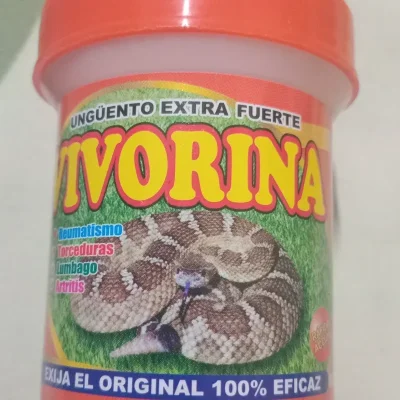 UNGÜENTO EXTRA FUERTE
VIVORINA
Reumatismo
Torceduras
Lumbago
Artritis
EXIJA EL ORIGINAL 100% EFICAZ